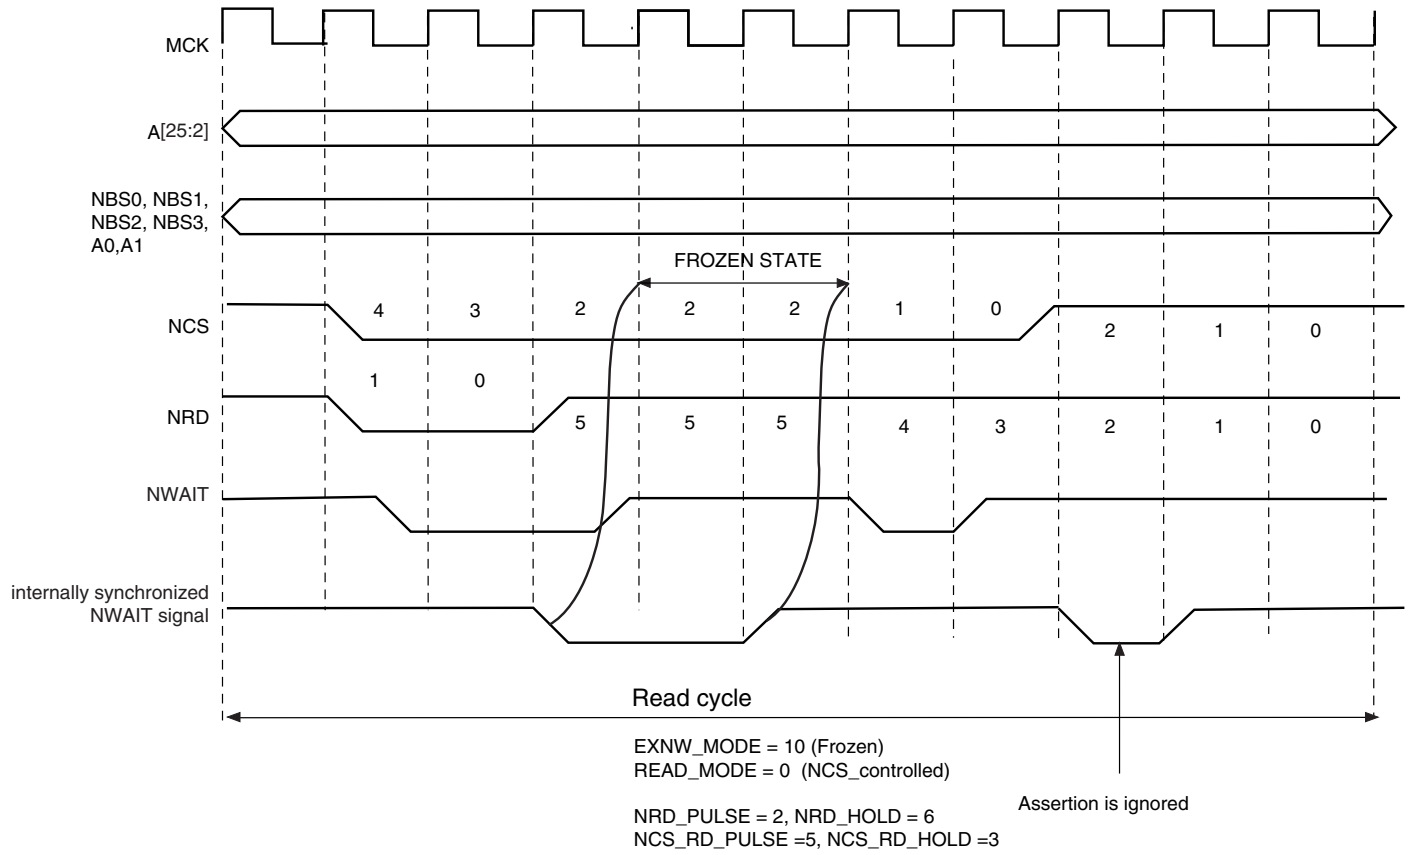 MCK
A[25:2]
NBS0, NBS1,
NBS2, NBS3,
A0,A1
FROZEN STATE
NCS
4 3 2 2 2 1 0
2 1 0
1 0
NRD
5 5 5 4 3 2 1 0
NWAIT
internally synchronized
NWAIT signal
Read cycle
EXNW_MODE = 10 (Frozen)
READ_MODE = 0 (NCS_controlled)
Assertion is ignored
NRD_PULSE = 2, NRD_HOLD = 6
NCS_RD_PULSE =5, NCS_RD_HOLD =3